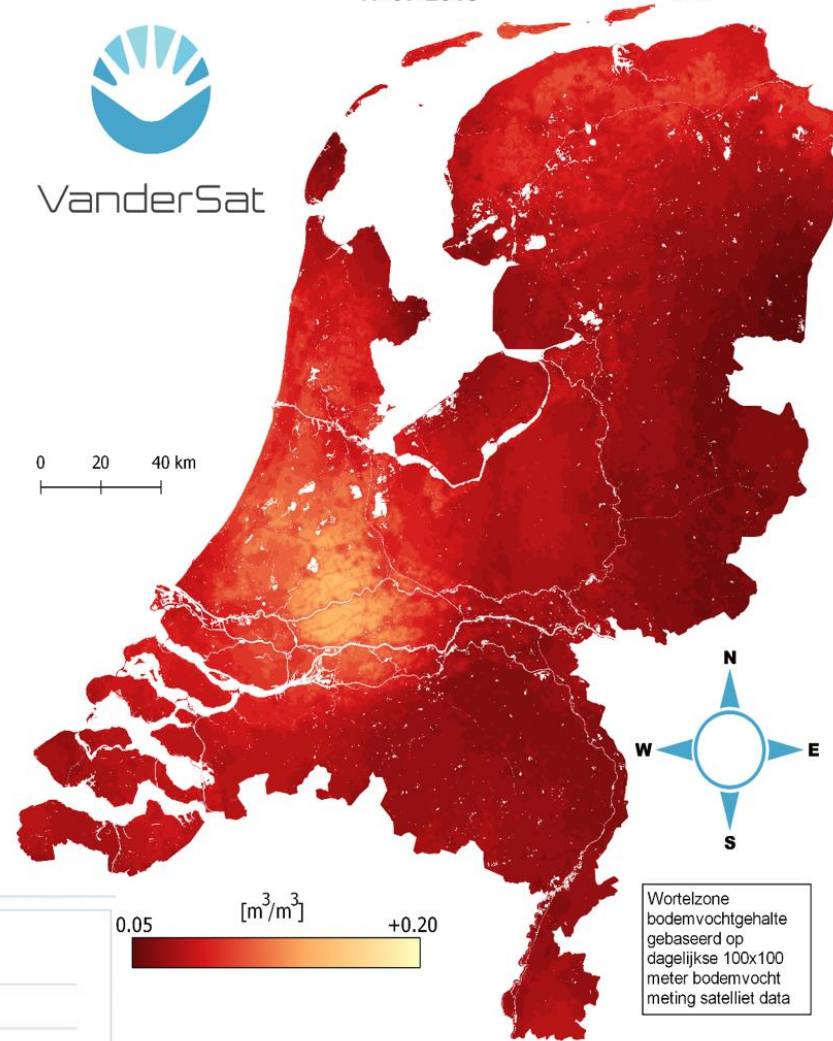 VanderSat
0 20 40 km
N
W E
S
[m³/m³]
0.05 +0.20
Wortelzone
bodemvochtgehalte
gebaseerd op
dagelijkse 100x100
meter bodemvocht
meting satelliet data